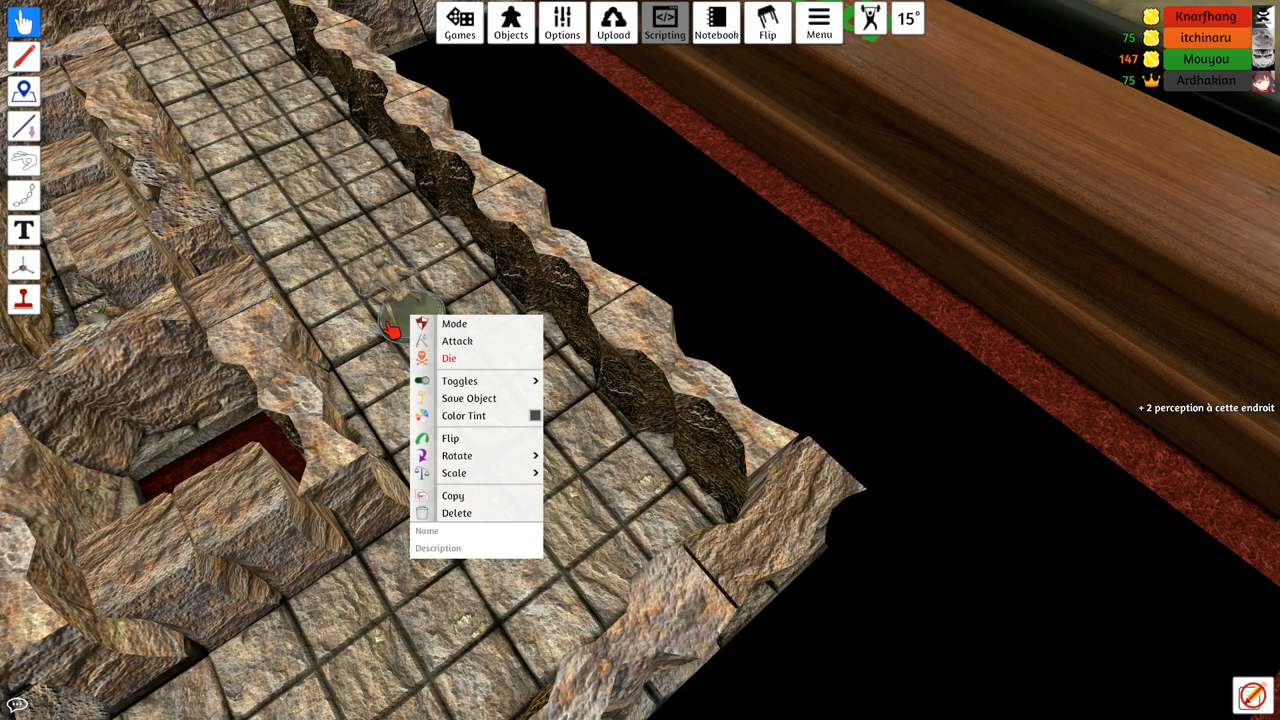 Games
Objects
Options
Upload
Scripting
Notebook
Flip
Menu
15°
Knarfhang
75 itchinaru
147 Mouyou
75 Ardhakian
T
Mode
Attack
Die
Toggles
Save Object
Color Tint
Flip
Rotate
Scale
Copy
Delete
Name
Description
+ 2 perception à cette endroit